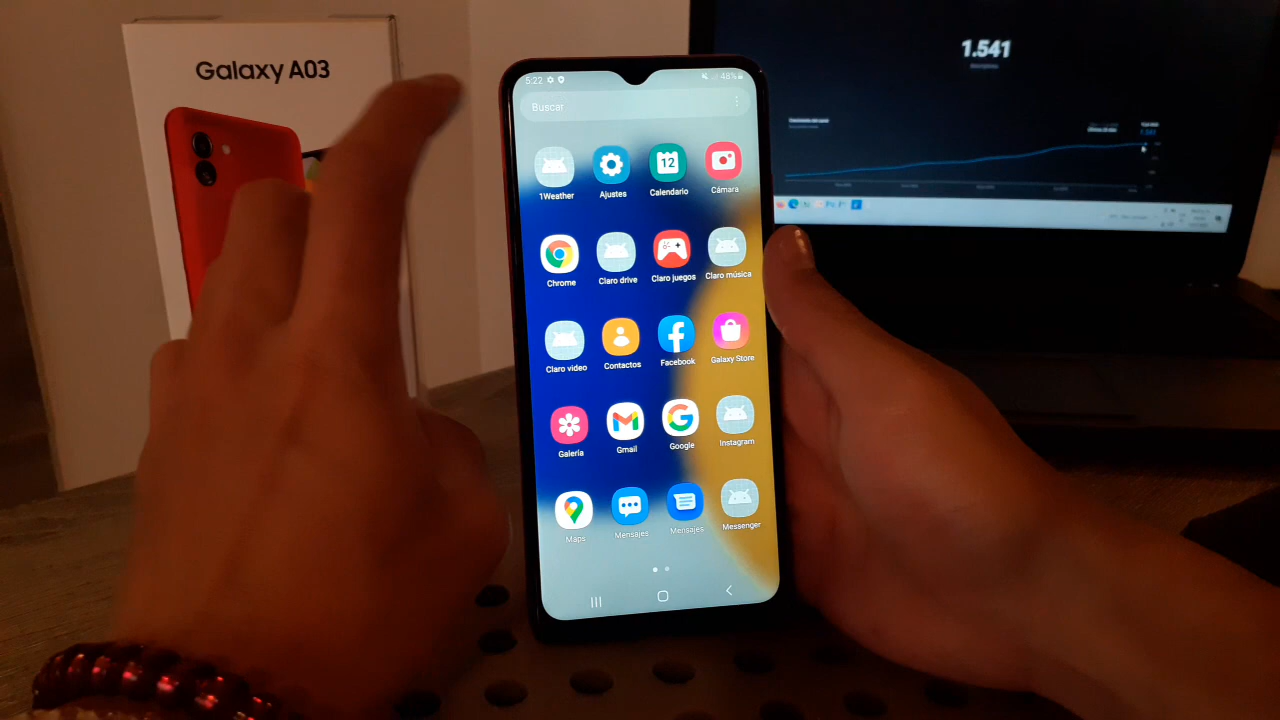 Galaxy A03
5:22
48%
Buscar
1Weather
Ajustes
12
Calendario
Cámara
Chrome
Claro drive
Claro juegos
Claro música
Claro video
Contactos
Facebook
Galaxy Store
Galería
Gmail
Google
Instagram
Maps
Mensajes
Mensajes
Messenger
1.541